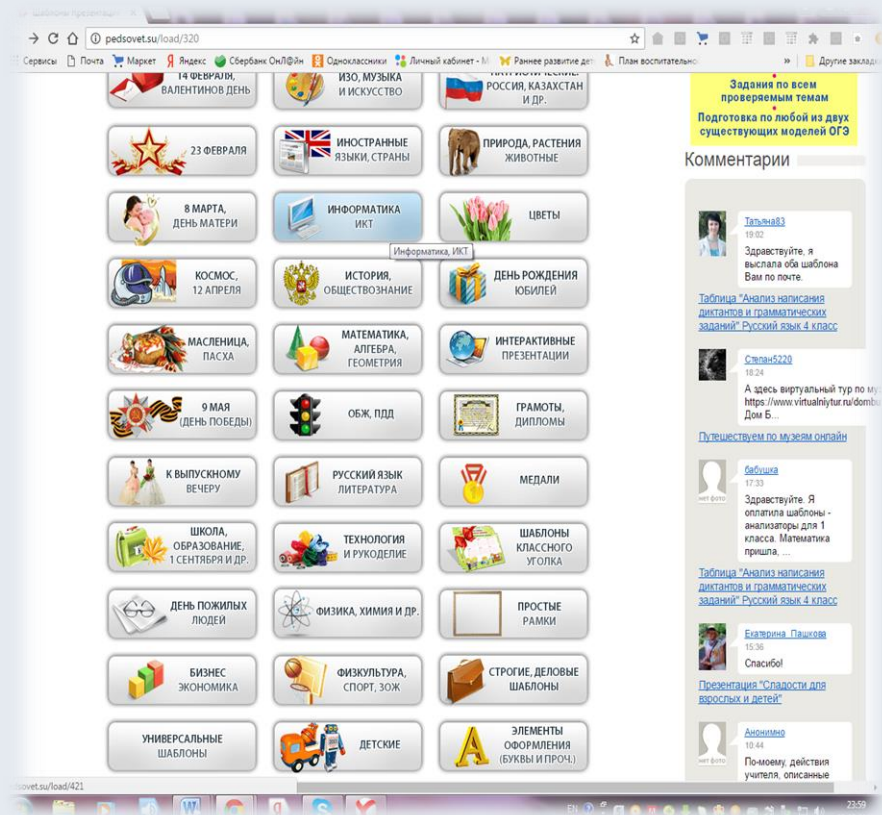 pedsovet.su/load/320
Сервисы Почта Маркет Яндекс Сбербанк ОнЛ@йн Одноклассники Личный кабинет - М Раннее развитие дет План воспитательно » Другие закладки
14 ФЕВРАЛЯ,
ВАЛЕНТИНОВ ДЕНЬ
ИЗО, МУЗЫКА
И ИСКУССТВО
РОССИЯ, КАЗАХСТАН
И ДР.
23 ФЕВРАЛЯ
ИНОСТРАННЫЕ
ЯЗЫКИ, СТРАНЫ
ПРИРОДА, РАСТЕНИЯ
ЖИВОТНЫЕ
8 МАРТА,
ДЕНЬ МАТЕРИ
ИНФОРМАТИКА
ИКТ
ЦВЕТЫ
Информатика, ИКТ
КОСМОС,
12 АПРЕЛЯ
ИСТОРИЯ,
ОБЩЕСТВОЗНАНИЕ
ДЕНЬ РОЖДЕНИЯ
ЮБИЛЕЙ
МАСЛЕНИЦА,
ПАСХА
МАТЕМАТИКА,
АЛГЕБРА,
ГЕОМЕТРИЯ
ИНТЕРАКТИВНЫЕ
ПРЕЗЕНТАЦИИ
9 МАЯ
(ДЕНЬ ПОБЕДЫ)
ОБЖ, ПДД
ГРАМОТЫ,
ДИПЛОМЫ
К ВЫПУСКНОМУ
ВЕЧЕРУ
РУССКИЙ ЯЗЫК
ЛИТЕРАТУРА
МЕДАЛИ
ШКОЛА,
ОБРАЗОВАНИЕ,
1 СЕНТЯБРЯ И ДР.
ТЕХНОЛОГИЯ
И РУКОДЕЛИЕ
ШАБЛОНЫ
КЛАССНОГО
УГОЛКА
ДЕНЬ ПОЖИЛЫХ
ЛЮДЕЙ
ФИЗИКА, ХИМИЯ И ДР.
ПРОСТЫЕ
РАМКИ
БИЗНЕС
ЭКОНОМИКА
ФИЗКУЛЬТУРА,
СПОРТ, ЗОЖ
СТРОГИЕ, ДЕЛОВЫЕ
ШАБЛОНЫ
УНИВЕРСАЛЬНЫЕ
ШАБЛОНЫ
ДЕТСКИЕ
ЭЛЕМЕНТЫ
ОФОРМЛЕНИЯ
(БУКВЫ И ПРОЧ.)
Задания по всем
проверяемым темам
Подготовка по любой из двух
существующих моделей ОГЭ
Комментарии
Татьяна83
19:02
Здравствуйте, я
выслала оба шаблона
Вам по почте.
Таблица "Анализ написания
диктантов и грамматических
заданий" Русский язык 4 класс
Степан5220
18:24
А здесь виртуальный тур по му
https://www.virtualniytur.ru/dombu
Дом Б...
Путешествуем по музеям онлайн
бабушка
17:33
нет фото
Здравствуйте. Я
оплатила шаблоны -
анализаторы для 1
класса. Математика
пришла, ...
Таблица "Анализ написания
диктантов и грамматических
заданий" Русский язык 4 класс
Екатерина_Пашкова
15:36
Спасибо!
Презентация "Сладости для
взрослых и детей"
Анонимно
10:44
нет фото
По-моему, действия
учителя, описанные
dsovet.su/load/421
EN
23:59